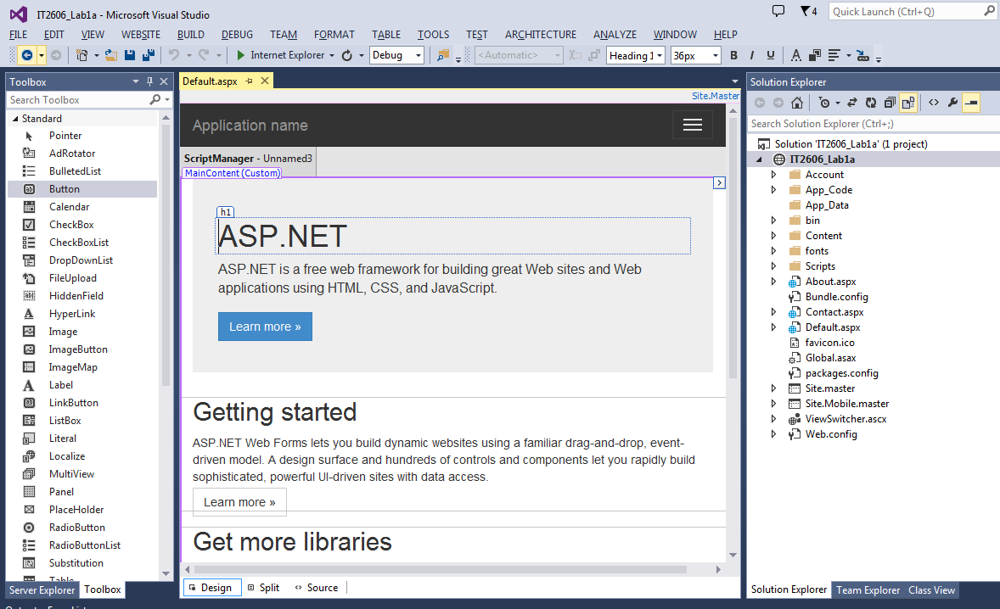 IT2606_Lab1a - Microsoft Visual Studio
4
Quick Launch (Ctrl+Q)
FILE EDIT VIEW WEBSITE BUILD DEBUG TEAM FORMAT TABLE TOOLS TEST ARCHITECTURE ANALYZE WINDOW HELP
Internet Explorer Debug <Automatic> Heading 1 36px B I U A
Toolbox
Search Toolbox
Standard
Pointer
AdRotator
BulletedList
Button
Calendar
CheckBox
CheckBoxList
DropDownList
FileUpload
HiddenField
HyperLink
Image
ImageButton
ImageMap
Label
LinkButton
ListBox
Literal
Localize
MultiView
Panel
PlaceHolder
RadioButton
RadioButtonList
Substitution
Table
Server Explorer Toolbox
Default.aspx
Site.Master
Application name
ScriptManager - Unnamed3
MainContent (Custom)
h1
ASP.NET
ASP.NET is a free web framework for building great Web sites and Web
applications using HTML, CSS, and JavaScript.
Learn more »
Getting started
ASP.NET Web Forms lets you build dynamic websites using a familiar drag-and-drop, event-
driven model. A design surface and hundreds of controls and components let you rapidly build
sophisticated, powerful UI-driven sites with data access.
Learn more »
Get more libraries
Design Split Source
Solution Explorer
Search Solution Explorer (Ctrl+;)
Solution 'IT2606_Lab1a' (1 project)
IT2606_Lab1a
Account
App_Code
App_Data
bin
Content
fonts
Scripts
About.aspx
Bundle.config
Contact.aspx
Default.aspx
favicon.ico
Global.asax
packages.config
Site.master
Site.Mobile.master
ViewSwitcher.ascx
Web.config
Solution Explorer Team Explorer Class View